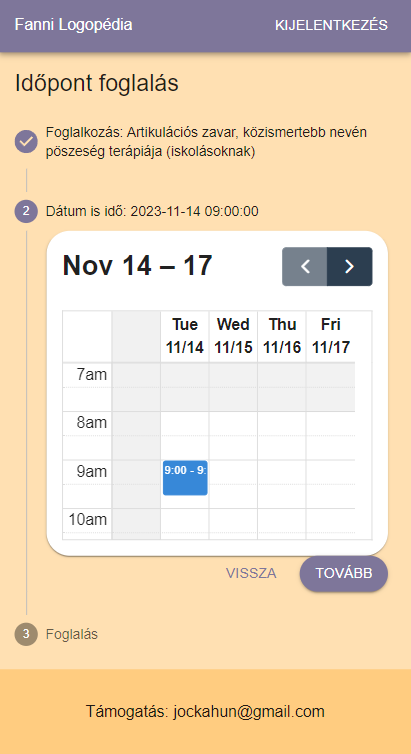 Fanni Logopédia
KIJELENTKEZÉS
Időpont foglalás
Foglalkozás: Artikulációs zavar, közismertebb nevén
pöszeség terápiája (iskolásoknak)
2 Dátum is idő: 2023-11-14 09:00:00
Nov 14 – 17
Tue Wed Thu Fri
11/14 11/15 11/16 11/17
7am
8am
9am 9:00 - 9:
10am
VISSZA TOVÁBB
3 Foglalás
Támogatás: jockahun@gmail.com